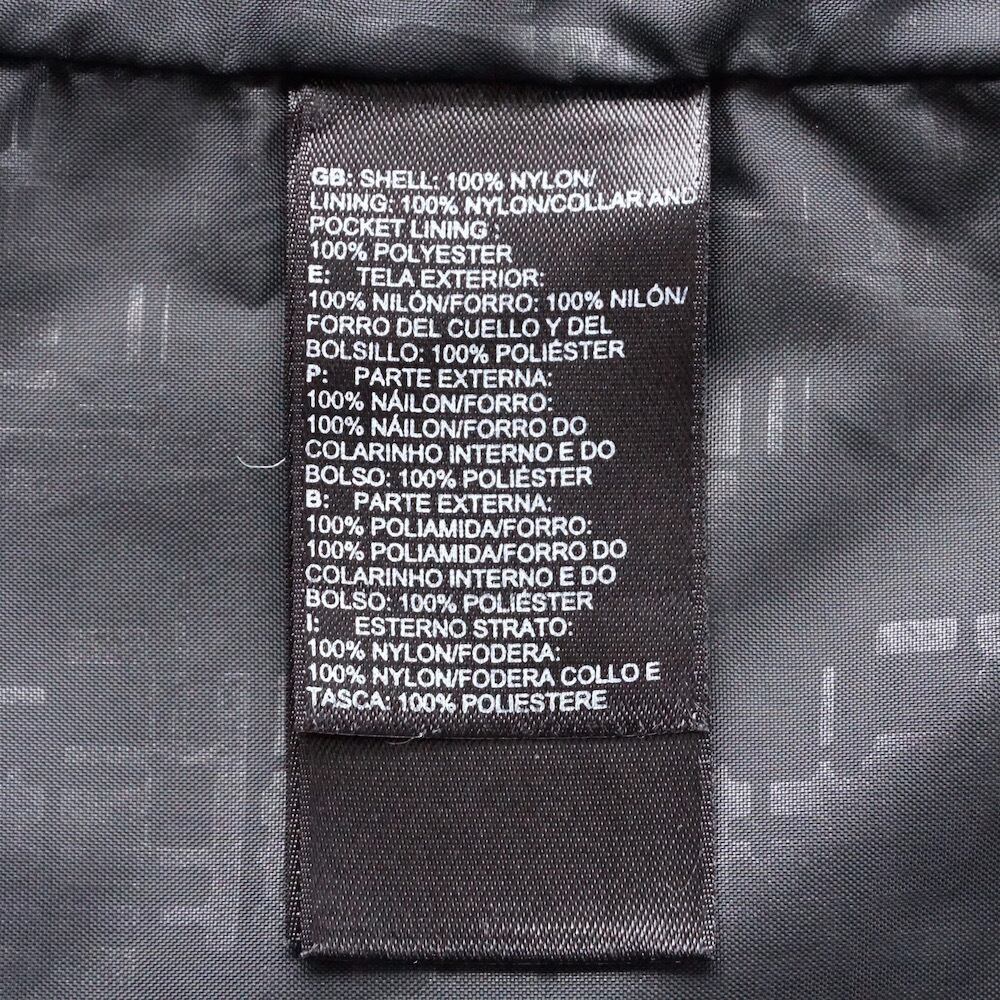 GB: SHELL: 100% NYLON/
LINING: 100% NYLON/COLLAR AND
POCKET LINING :
100% POLYESTER
E: TELA EXTERIOR:
100% NILÓN/FORRO: 100% NILÓN/
FORRO DEL CUELLO Y DEL
BOLSILLO: 100% POLIÉSTER
P: PARTE EXTERNA:
100% NÁILON/FORRO:
100% NÁILON/FORRO DO
COLARINHO INTERNO E DO
BOLSO: 100% POLIÉSTER
B: PARTE EXTERNA:
100% POLIAMIDA/FORRO:
100% POLIAMIDA/FORRO DO
COLARINHO INTERNO E DO
BOLSO: 100% POLIÉSTER
I: ESTERNO STRATO:
100% NYLON/FODERA:
100% NYLON/FODERA COLLO E
TASCA: 100% POLIESTERE